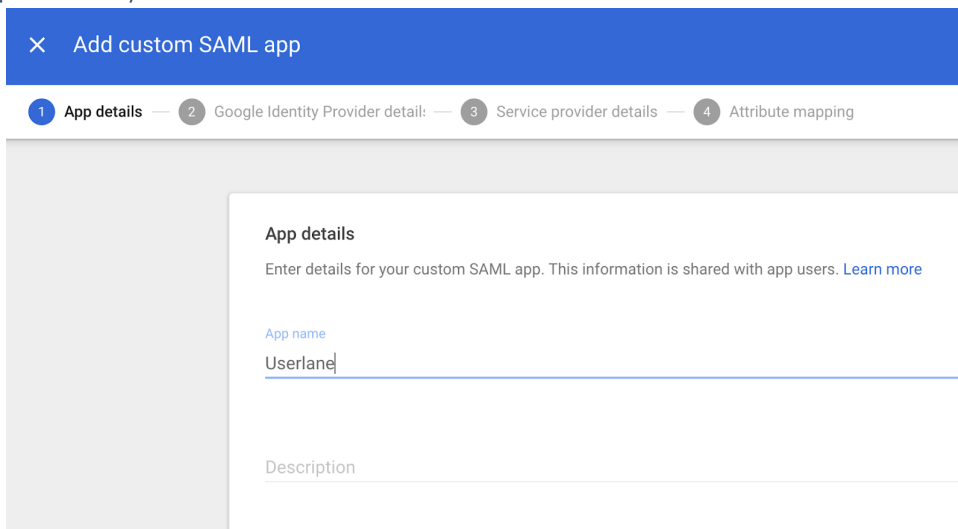 Add custom SAML app
1 App details — 2 Google Identity Provider details — 3 Service provider details — 4 Attribute mapping
App details
Enter details for your custom SAML app. This information is shared with app users. Learn more
App name
Userlane
Description